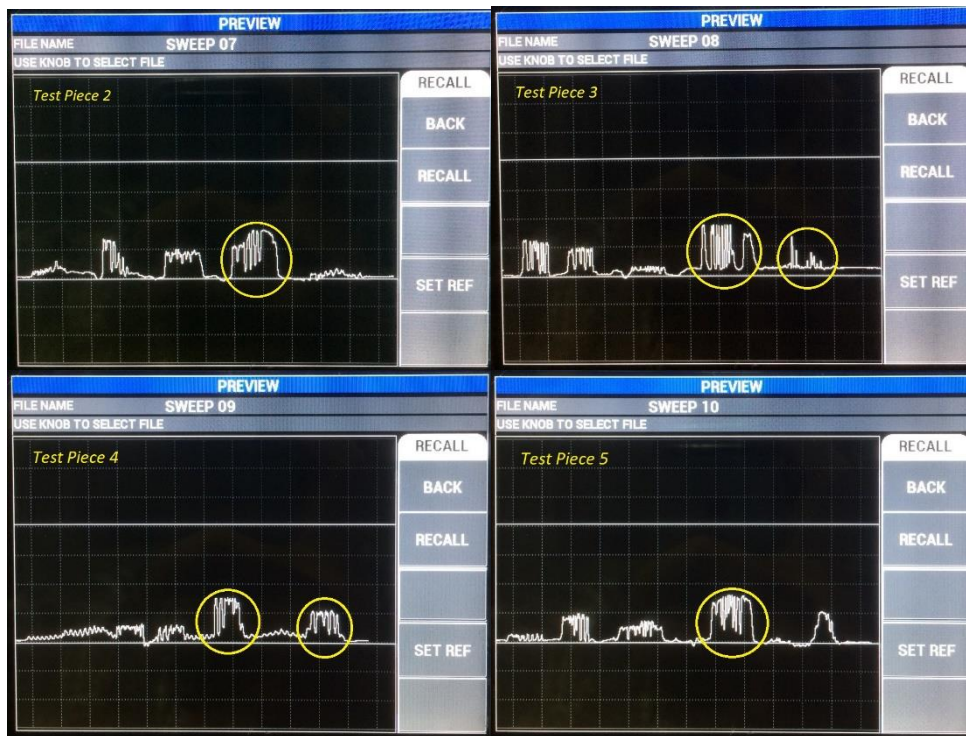 PREVIEW
FILE NAME SWEEP 07
USE KNOB TO SELECT FILE
Test Piece 2
RECALL
BACK
RECALL
SET REF
PREVIEW
FILE NAME SWEEP 08
USE KNOB TO SELECT FILE
Test Piece 3
RECALL
BACK
RECALL
SET REF
PREVIEW
FILE NAME SWEEP 09
USE KNOB TO SELECT FILE
Test Piece 4
RECALL
BACK
RECALL
SET REF
PREVIEW
FILE NAME SWEEP 10
USE KNOB TO SELECT FILE
Test Piece 5
RECALL
BACK
RECALL
SET REF